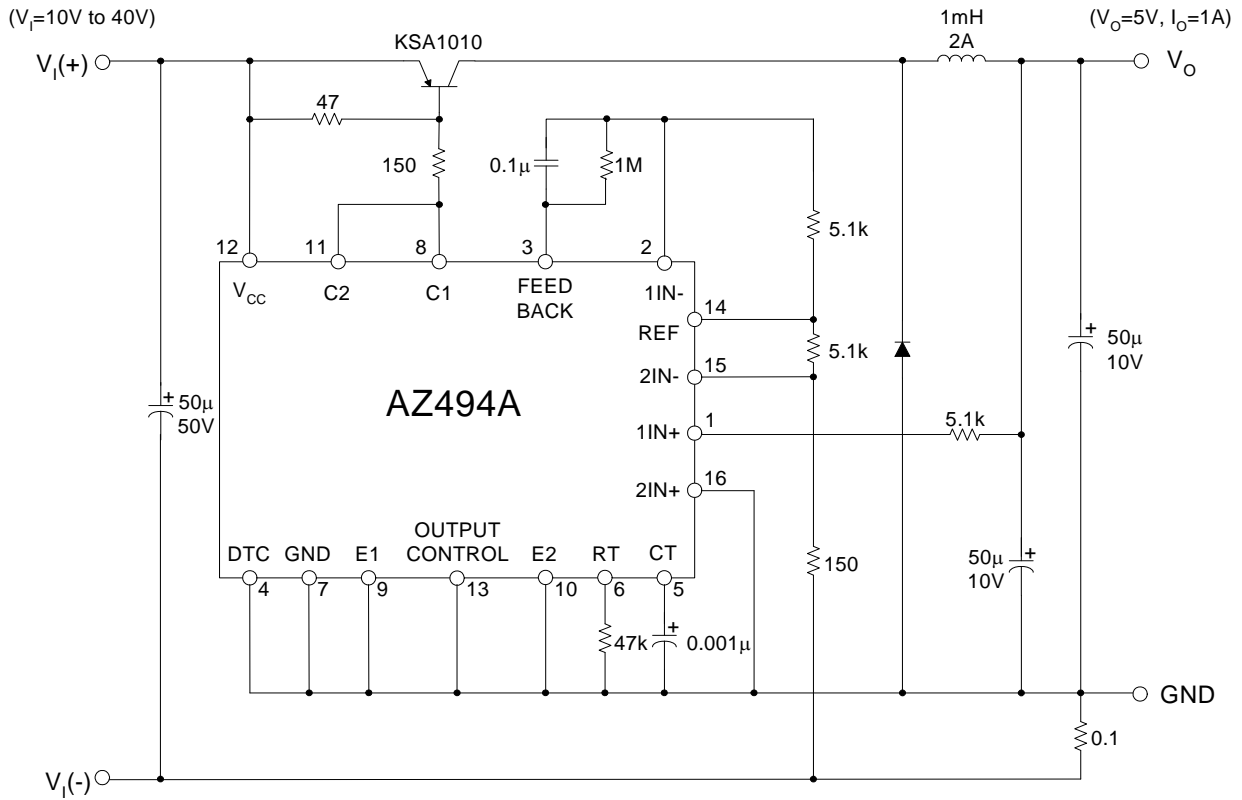 (VI=10V to 40V)
1mH
2A
(VO=5V, IO=1A)
KSA1010
VI(+)
VO
47
150
0.1μ
1M
5.1k
12
11
8
3
2
VCC
C2
C1
FEED
BACK
1IN-
14
REF
5.1k
50μ
10V
2IN-
15
AZ494A
50μ
50V
1IN+
1
5.1k
2IN+
16
DTC
GND
E1
OUTPUT
CONTROL
E2
RT
CT
150
50μ
10V
4
7
9
13
10
6
5
47k
0.001μ
GND
0.1
VI(-)
+
+
+
+